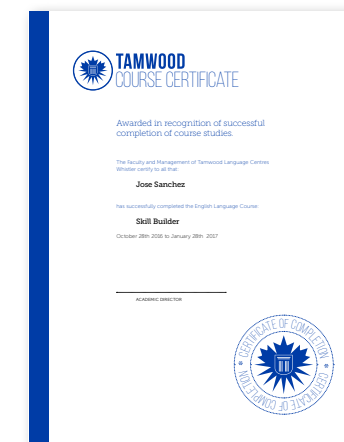 TAMWOOD
COURSE CERTIFICATE
Awarded in recognition of successful
completion of course studies.
The Faculty and Management of Tamwood Language Centres
Whistler certify to all that
Jose Sanchez
has successfully completed the English Language Course
Skill Builder
October 28th 2016 to January 28th 2017
ACADEMIC DIRECTOR
CERTIFICATE OF COMPLETION
CERTIFICATE OF COMPLETION